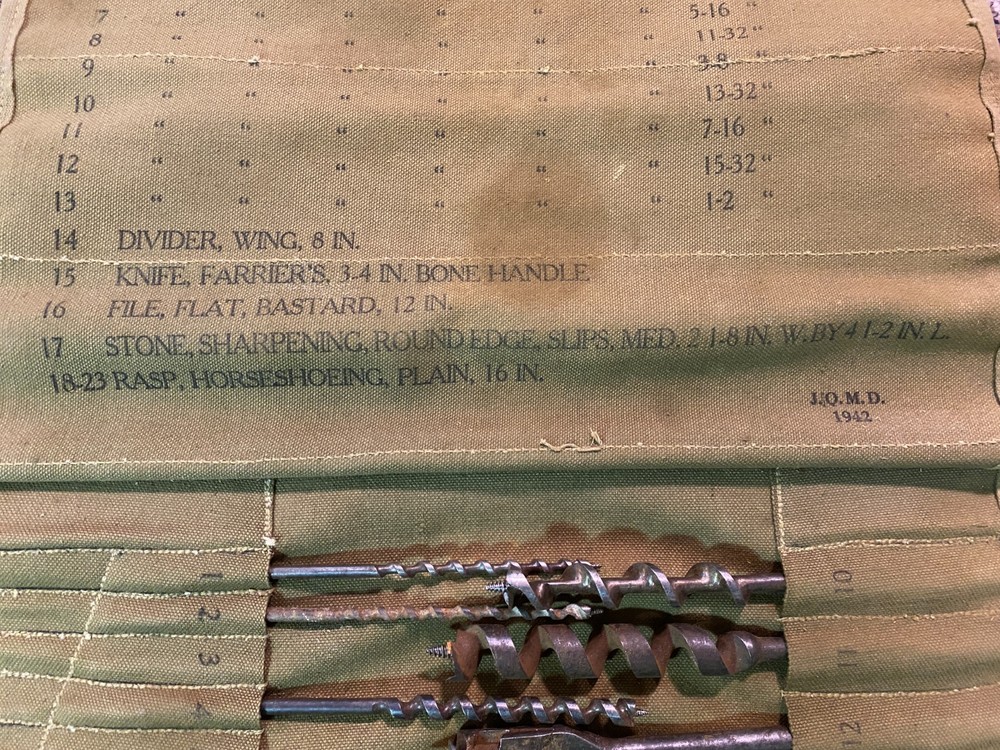 7 " " " " " " 5-16 "
8 " " " " " " 11-32 "
9 " " " " " " 3-8 "
10 " " " " " " 13-32 "
11 " " " " " " 7-16 "
12 " " " " " " 15-32 "
13 " " " " " " 1-2 "
14 DIVIDER, WING, 8 IN.
15 KNIFE, FARRIER'S, 3-4 IN. BONE HANDLE
16 FILE, FLAT, BASTARD, 12 IN.
17 STONE, SHARPENING, ROUND EDGE, SLIPS, MED. 2 1-8 IN. W. BY 4 1-2 IN. L.
18-23 RASP, HORSESHOEING, PLAIN, 16 IN.
J.Q.M.D.
1942
1
10
2
3
11
4
12